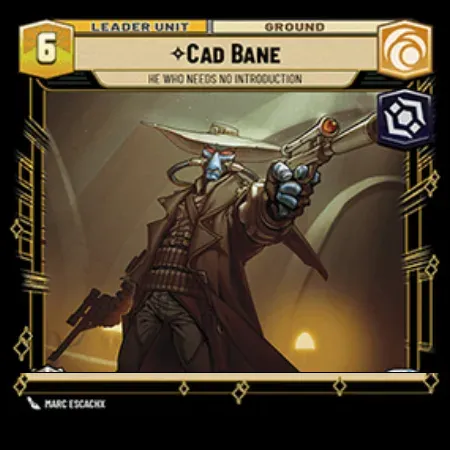 LEADER UNIT GROUND
6
CAD BANE
HE WHO NEEDS NO INTRODUCTION
MARC ESCACHX